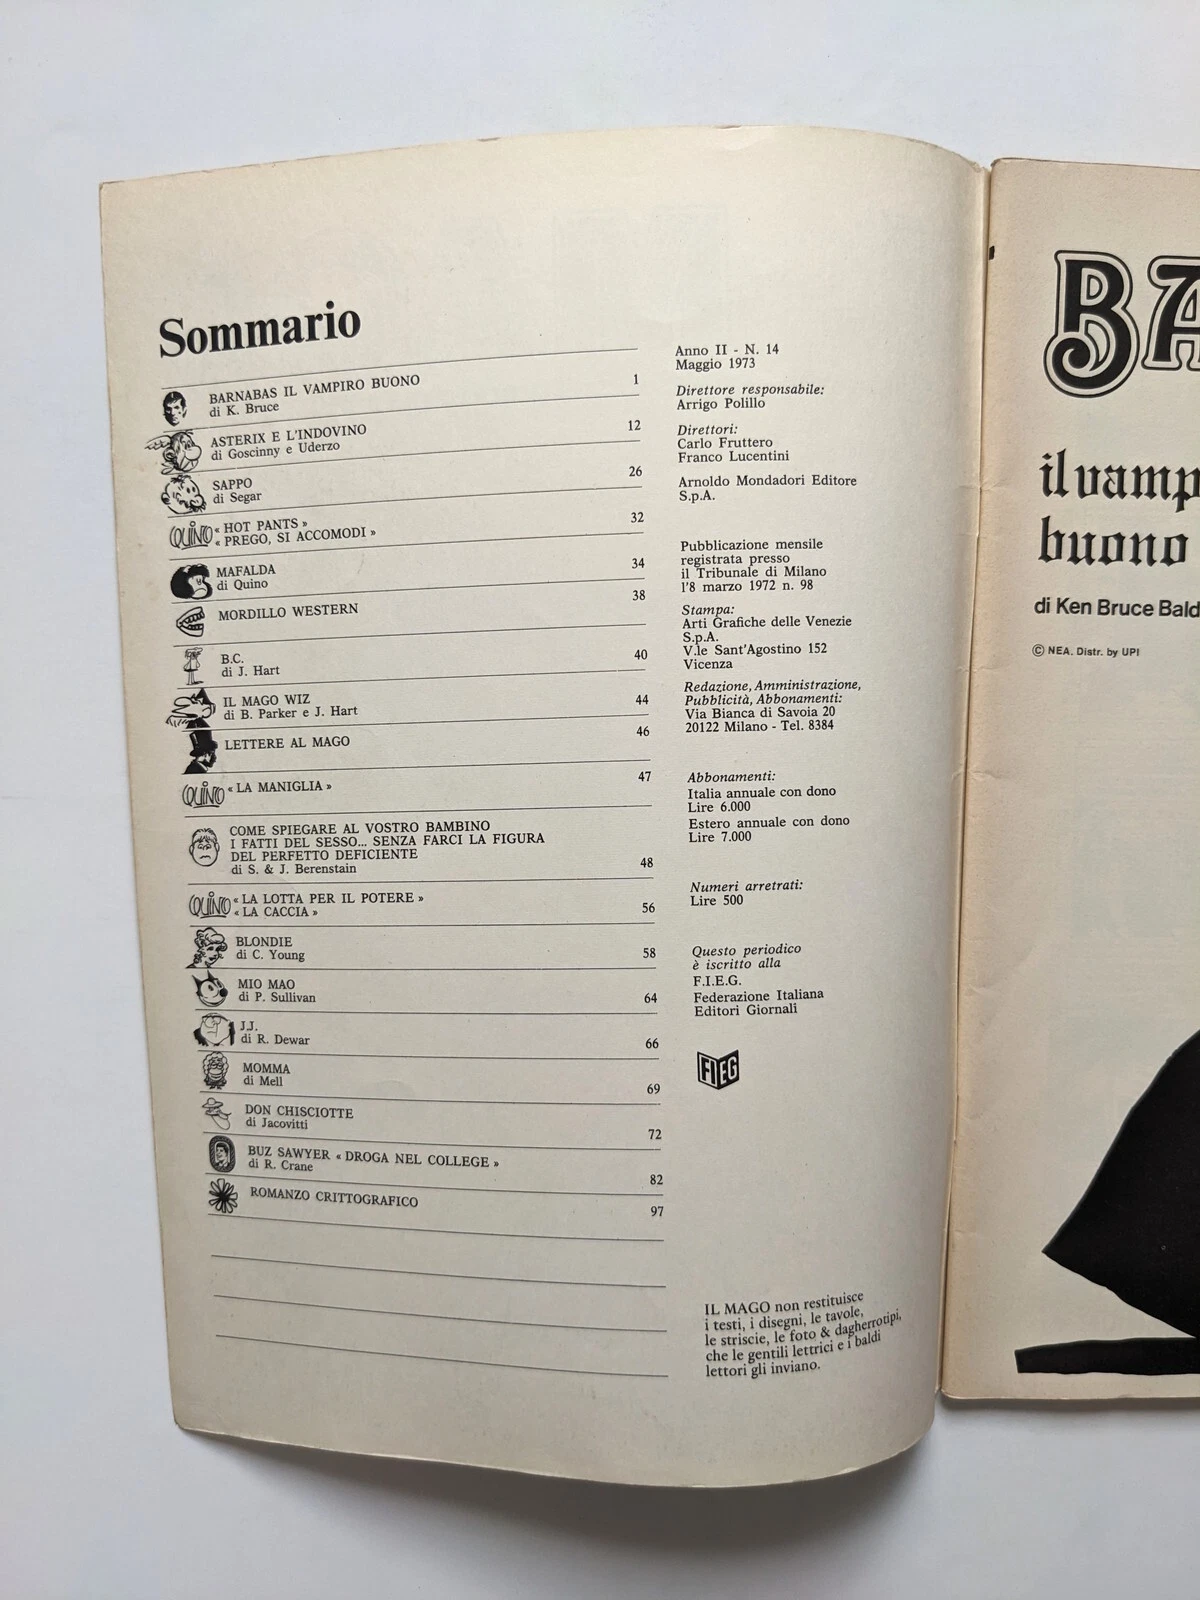 Sommario
BARNABAS IL VAMPIRO BUONO 1
di K. Bruce
ASTERIX E L'INDOVINO 12
di Goscinny e Uderzo
SAPPO 26
di Segar
QUINO « HOT PANTS » 32
« PREGO, SI ACCOMODI »
MAFALDA 34
di Quino
MORDILLO WESTERN 38
B.C. 40
di J. Hart
IL MAGO WIZ 44
di B. Parker e J. Hart
LETTERE AL MAGO 46
QUINO « LA MANIGLIA » 47
COME SPIEGARE AL VOSTRO BAMBINO
I FATTI DEL SESSO... SENZA FARCI LA FIGURA
DEL PERFETTO DEFICIENTE
di S. & J. Berenstain 48
QUINO « LA LOTTA PER IL POTERE »
« LA CACCIA » 56
BLONDIE
di C. Young 58
MIO MAO
di P. Sullivan 64
J.J.
di R. Dewar 66
MOMMA
di Mell 69
DON CHISCIOTTE
di Jacovitti 72
BUZ SAWYER « DROGA NEL COLLEGE »
di R. Crane 82
ROMANZO CRITTOGRAFICO 97
Anno II - N. 14
Maggio 1973
Direttore responsabile:
Arrigo Polillo
Direttori:
Carlo Fruttero
Franco Lucentini
Arnoldo Mondadori Editore
S.p.A.
Pubblicazione mensile
registrata presso
il Tribunale di Milano
l'8 marzo 1972 n. 98
Stampa:
Arti Grafiche delle Venezie
S.p.A.
V.le Sant'Agostino 152
Vicenza
Redazione, Amministrazione,
Pubblicità, Abbonamenti:
Via Bianca di Savoia 20
20122 Milano - Tel. 8384
Abbonamenti:
Italia annuale con dono
Lire 6.000
Estero annuale con dono
Lire 7.000
Numeri arretrati:
Lire 500
Questo periodico
è iscritto alla
F.I.E.G.
Federazione Italiana
Editori Giornali
FIEG
IL MAGO non restituisce
i testi, i disegni, le tavole,
le striscie, le foto & dagherrotipi,
che le gentili lettrici e i baldi
lettori gli inviano.
BA
il vamp
buono
di Ken Bruce Bald
© NEA. Distr. by UPI